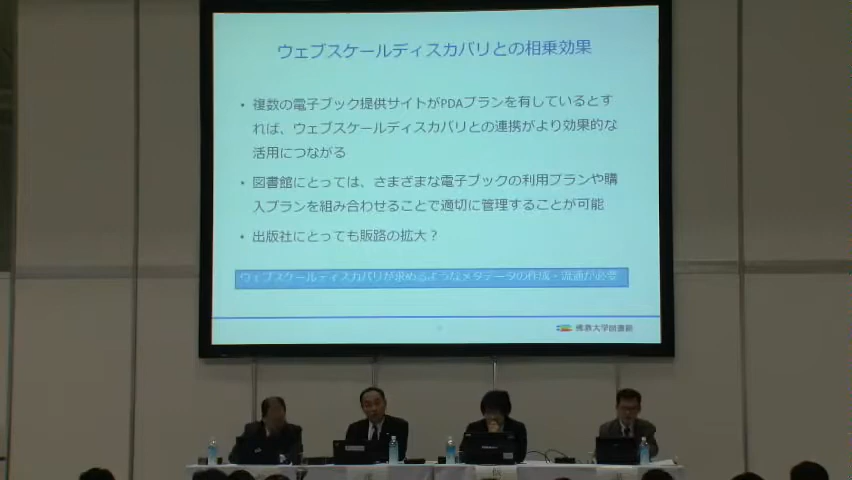 ウェブスケールディスカバリとの相乗効果
• 複数の電子ブック提供サイトがPDAプランを有しているとす
れば、ウェブスケールディスカバリとの連携がより効果的な
活用につながる
• 図書館にとっては、さまざまな電子ブックの利用プランや購
入プランを組み合わせることで適切に管理することが可能
• 出版社にとっても販路の拡大？
ウェブスケールディスカバリが求めるようなメタデータの作成・流通が必要
佛教大学図書館